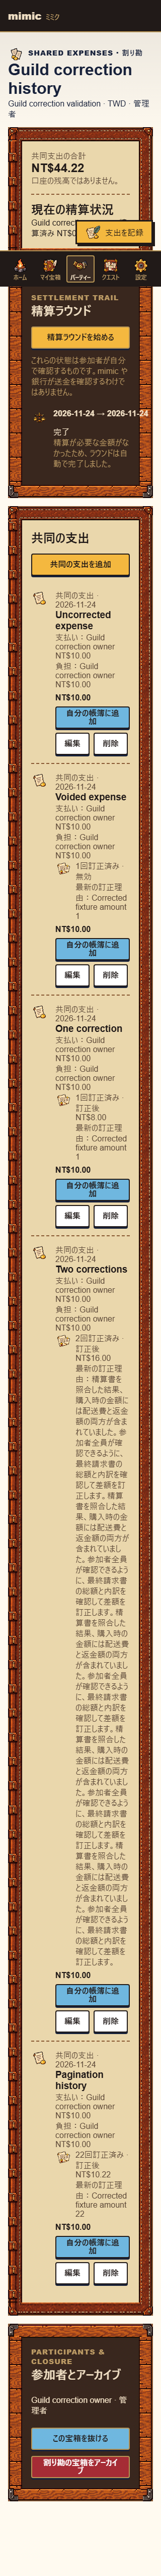 mimic ミミク
SHARED EXPENSES • 割り勘
Guild correction
history
Guild correction validation · TWD · 管理
者
共同支出の合計
NT$44.22
口座の残高ではありません。
現在の精算状況
Guild correc
算済み NT$0
支出を記録
ホーム
マイ宝箱
パーティー
クエスト
設定
SETTLEMENT TRAIL
精算ラウンド
精算ラウンドを始める
これらの状態は参加者が自分
で確認するものです。mimic や
銀行が送金を確認するわけで
はありません。
2026-11-24 → 2026-11-24
完了
精算が必要な金額がな
かったため、ラウンドは自
動で完了しました。
共同の支出
共同の支出を追加
共同の支出 ·
2026-11-24
Uncorrected
expense
支払い：Guild
correction owner
NT$10.00
負担：Guild
correction owner
NT$10.00
NT$10.00
自分の帳簿に追
加
編集
削除
共同の支出 ·
2026-11-24
Voided expense
支払い：Guild
correction owner
NT$10.00
負担：Guild
correction owner
NT$10.00
1回訂正済み ·
無効
最新の訂正理
由：Corrected
fixture amount
1
NT$10.00
自分の帳簿に追
加
編集
削除
共同の支出 ·
2026-11-24
One correction
支払い：Guild
correction owner
NT$10.00
負担：Guild
correction owner
NT$10.00
1回訂正済み ·
訂正後
NT$8.00
最新の訂正理
由：Corrected
fixture amount
1
NT$10.00
自分の帳簿に追
加
編集
削除
共同の支出 ·
2026-11-24
Two corrections
支払い：Guild
correction owner
NT$10.00
負担：Guild
correction owner
NT$10.00
2回訂正済み ·
訂正後
NT$16.00
最新の訂正理
由：精算書を
照合した結果、
購入時の金額に
は配送費と返金
額の両方が含ま
れていました。参
加者全員が確
認できるように、
最終請求書の
総額と内訳を確
認して差額を訂
正します。精算
書を照合した結
果、購入時の金
額には配送費と
返金額の両方が
含まれていまし
た。参加者全員
が確認できるよう
に、最終請求書
の総額と内訳を
確認して差額を
訂正します。精
算書を照合した
結果、購入時の
金額には配送費
と返金額の両方
が含まれていまし
た。参加者全員
が確認できるよう
に、最終請求書
の総額と内訳を
確認して差額を
訂正します。精
算書を照合した
結果、購入時の
金額には配送費
と返金額の両方
が含まれていまし
た。参加者全員
が確認できるよう
に、最終請求書
の総額と内訳を
確認して差額を
訂正します。精
算書を照合した
結果、購入時の
金額には配送費
と返金額の両方
が含まれていまし
た。参加者全員
が確認できるよう
に、最終請求書
の総額と内訳を
確認して差額を
訂正します。
NT$10.00
自分の帳簿に追
加
編集
削除
共同の支出 ·
2026-11-24
Pagination
history
支払い：Guild
correction owner
NT$10.00
負担：Guild
correction owner
NT$10.00
22回訂正済み ·
訂正後
NT$10.22
最新の訂正理
由：Corrected
fixture amount
22
NT$10.00
自分の帳簿に追
加
編集
削除
PARTICIPANTS &
CLOSURE
参加者とアーカイブ
Guild correction owner · 管
理者
この宝箱を抜ける
割り勘の宝箱をアーカイ
ブ